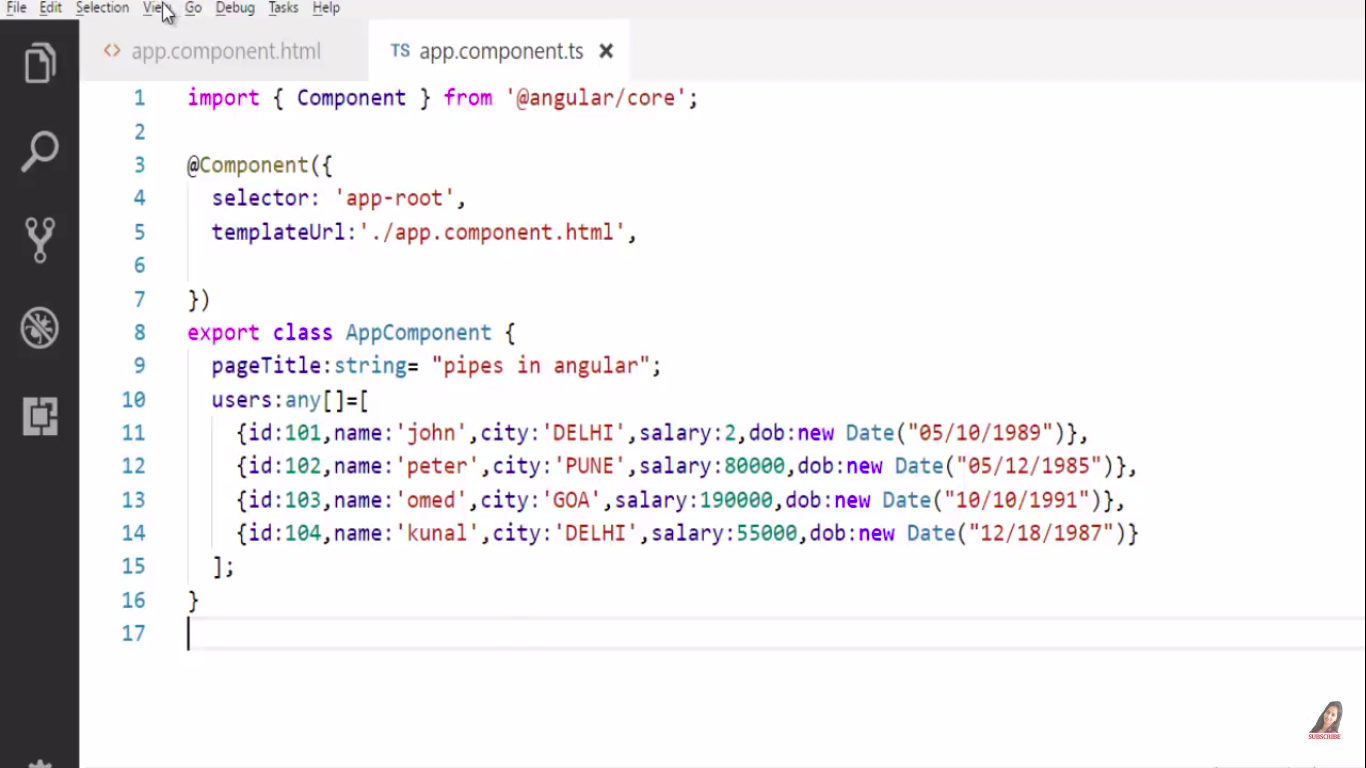 File Edit Selection View Go Debug Tasks Help
app.component.html TS app.component.ts
1 import { Component } from '@angular/core';
2
3 @Component({
4 selector: 'app-root',
5 templateUrl:'./app.component.html',
6
7 })
8 export class AppComponent {
9 pageTitle:string= "pipes in angular";
10 users:any[]=[
11 {id:101,name:'john',city:'DELHI',salary:2,dob:new Date("05/10/1989")},
12 {id:102,name:'peter',city:'PUNE',salary:80000,dob:new Date("05/12/1985")},
13 {id:103,name:'omed',city:'GOA',salary:190000,dob:new Date("10/10/1991")},
14 {id:104,name:'kunal',city:'DELHI',salary:55000,dob:new Date("12/18/1987")}
15 ];
16 }
17
SUBSCRIBE